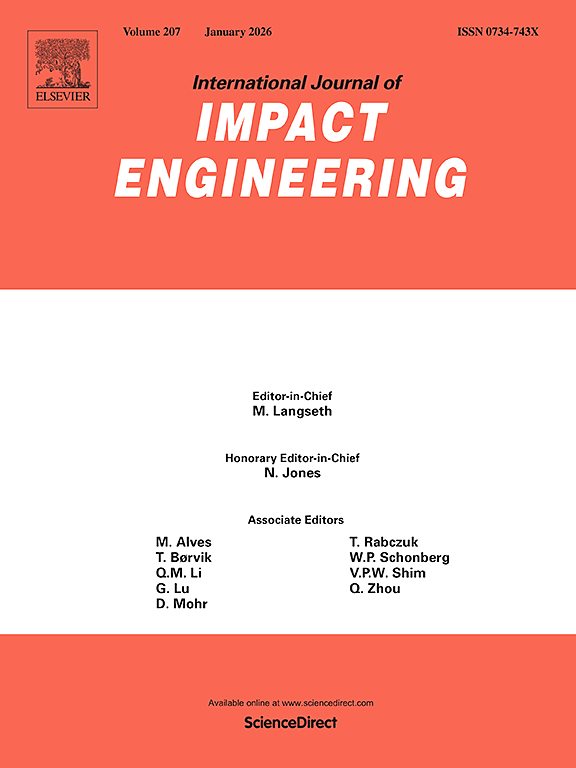 Volume 207 January 2026 ISSN 0734-743X
ELSEVIER
International Journal of
IMPACT
ENGINEERING
Editor-in-Chief
M. Langseth
Honorary Editor-in-Chief
N. Jones
Associate Editors
M. Alves
T. Børvik
Q.M. Li
G. Lu
D. Mohr
T. Rabczuk
W.P. Schonberg
V.P.W. Shim
Q. Zhou
Available online at www.sciencedirect.com
ScienceDirect